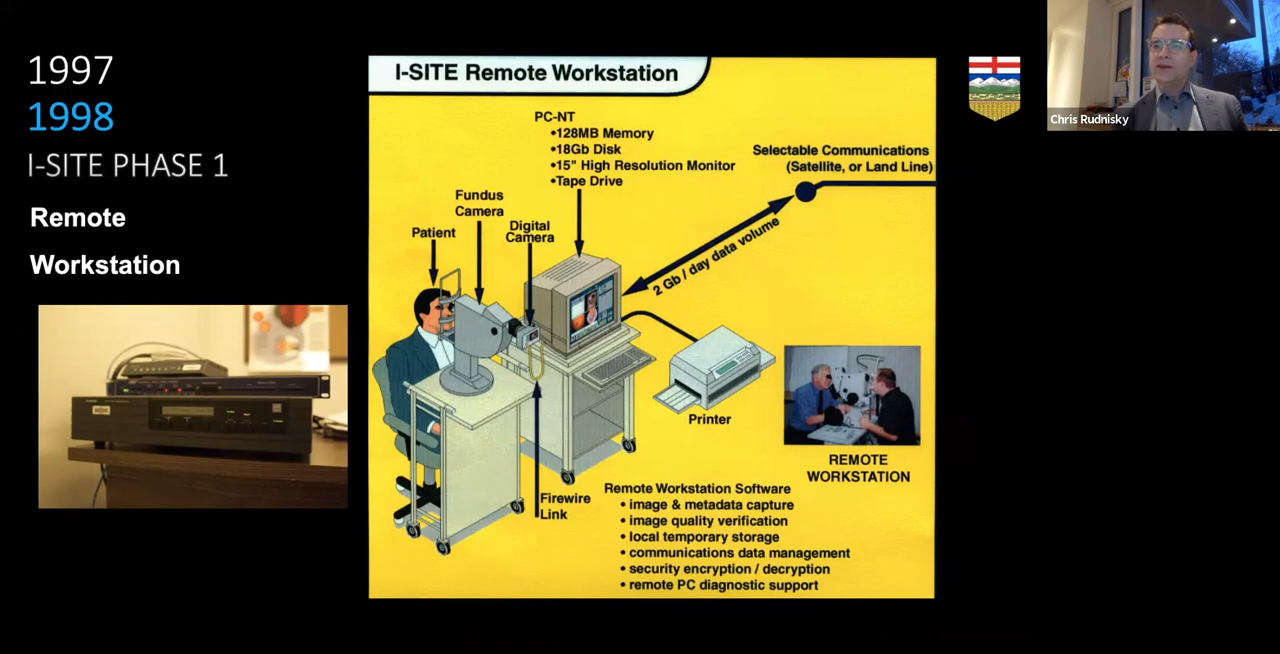 1997
1998
I-SITE PHASE 1
Remote
Workstation
I-SITE Remote Workstation
PC-NT
•128MB Memory
•18Gb Disk
•15" High Resolution Monitor
•Tape Drive
Selectable Communications
(Satellite, or Land Line)
Fundus
Camera
Patient
Digital
Camera
2 Gb / day data volume
Printer
REMOTE
WORKSTATION
Firewire
Link
Remote Workstation Software
• image & metadata capture
• image quality verification
• local temporary storage
• communications data management
• security encryption / decryption
• remote PC diagnostic support
Chris Rudnisky